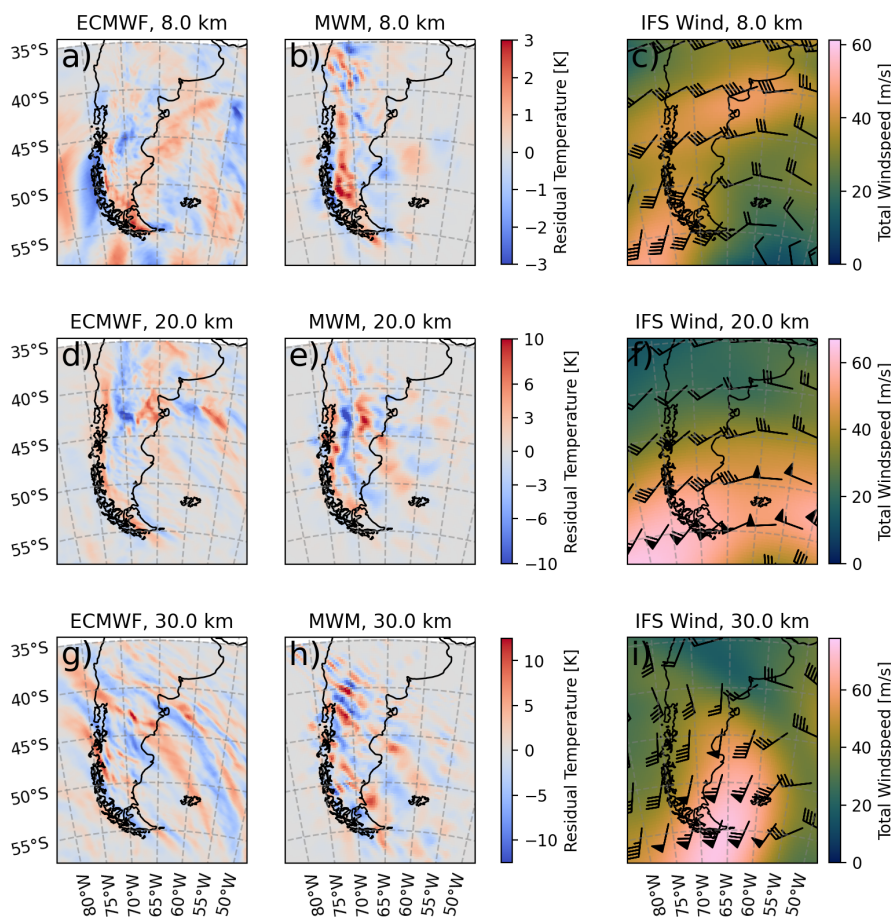 ECMWF, 8.0 km
MWM, 8.0 km
IFS Wind, 8.0 km
a)
b)
c)
35°S
40°S
45°S
50°S
55°S
3
2
1
0
−1
−2
−3
Residual Temperature [K]
60
40
20
0
Total Windspeed [m/s]
ECMWF, 20.0 km
MWM, 20.0 km
IFS Wind, 20.0 km
d)
e)
f)
35°S
40°S
45°S
50°S
55°S
10
6
3
0
−3
−6
−10
Residual Temperature [K]
60
40
20
0
Total Windspeed [m/s]
ECMWF, 30.0 km
MWM, 30.0 km
IFS Wind, 30.0 km
g)
h)
i)
35°S
40°S
45°S
50°S
55°S
10
5
0
−5
−10
Residual Temperature [K]
60
40
20
0
Total Windspeed [m/s]
80°W
75°W
70°W
65°W
60°W
55°W
50°W
80°W
75°W
70°W
65°W
60°W
55°W
50°W
80°W
75°W
70°W
65°W
60°W
55°W
50°W